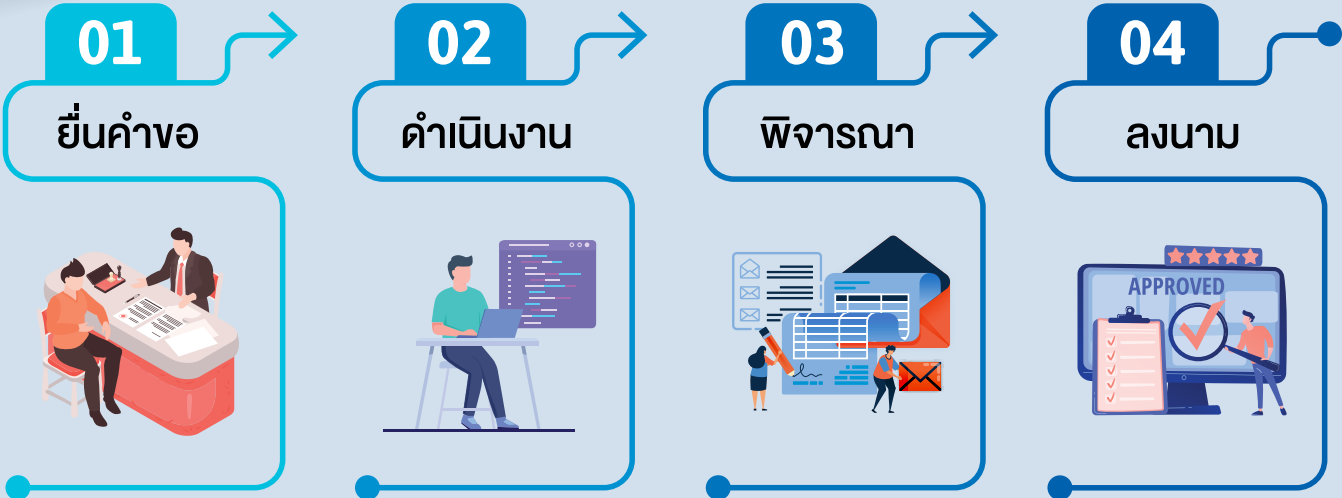 01
ยื่นคำขอ
02
ดำเนินงาน
03
พิจารณา
04
ลงนาม
APPROVED